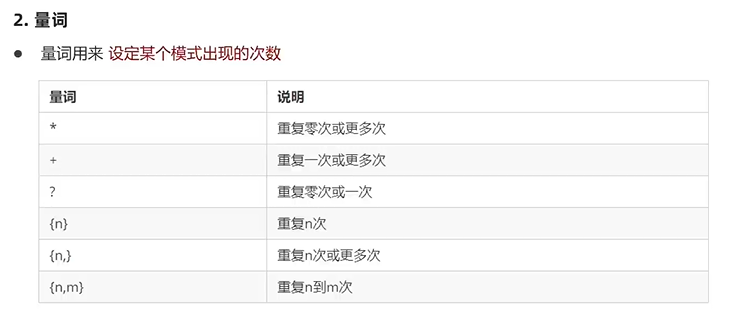 2. 量词
● 量词用来 设定某个模式出现的次数
量词 说明
* 重复零次或更多次
+ 重复一次或更多次
? 重复零次或一次
{n} 重复n次
{n,} 重复n次或更多次
{n,m} 重复n到m次